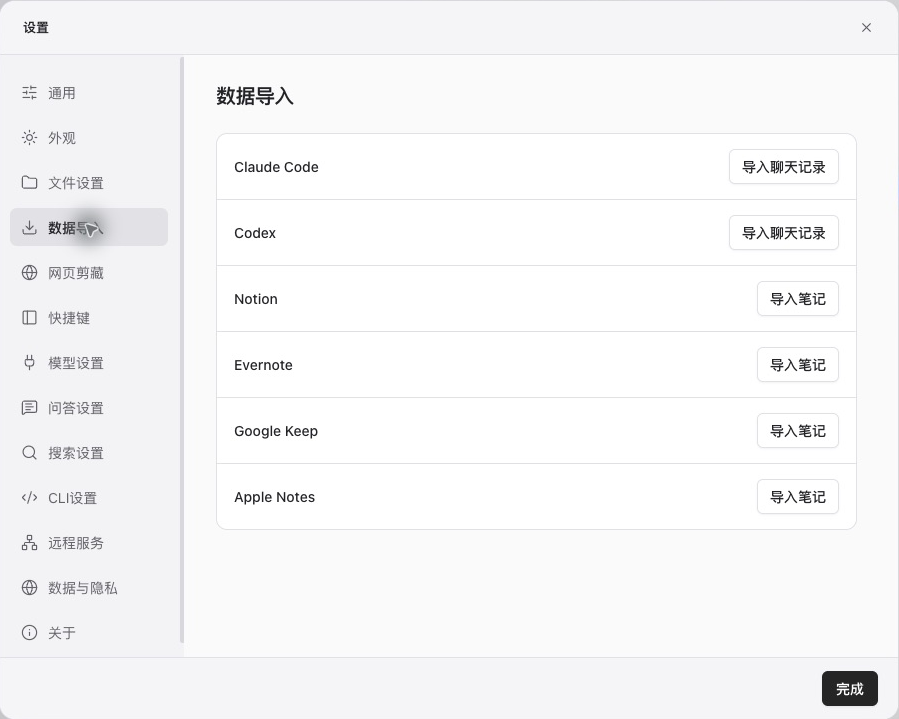 设置
通用
外观
文件设置
数据导入
网页剪藏
快捷键
模型设置
问答设置
搜索设置
CLI设置
远程服务
数据与隐私
关于
数据导入
Claude Code
导入聊天记录
Codex
导入聊天记录
Notion
导入笔记
Evernote
导入笔记
Google Keep
导入笔记
Apple Notes
导入笔记
完成